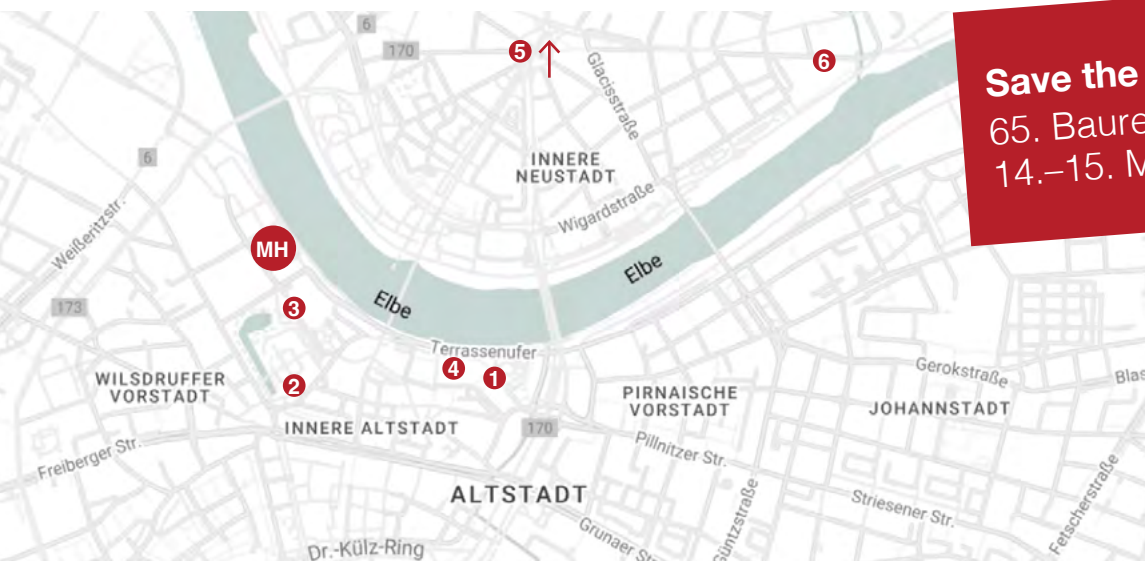 6
170
5
6
Glacisstraße
Save the
65. Baure
14.–15. M
INNERE
NEUSTADT
6
Wigardstraße
Weißeritzstr.
MH
Elbe
Elbe
3
173
Terrassenufer
4
1
2
WILSDRUFFER
VORSTADT
PIRNAISCHE
VORSTADT
Gerokstraße
Blas
JOHANNSTADT
INNERE ALTSTADT
170
Pillnitzer Str.
Freiberger Str.
ALTSTADT
Striesener Str.
Fetscherstraße
Güntzstraße
Grunaer Str.
Dr.-Külz-Ring